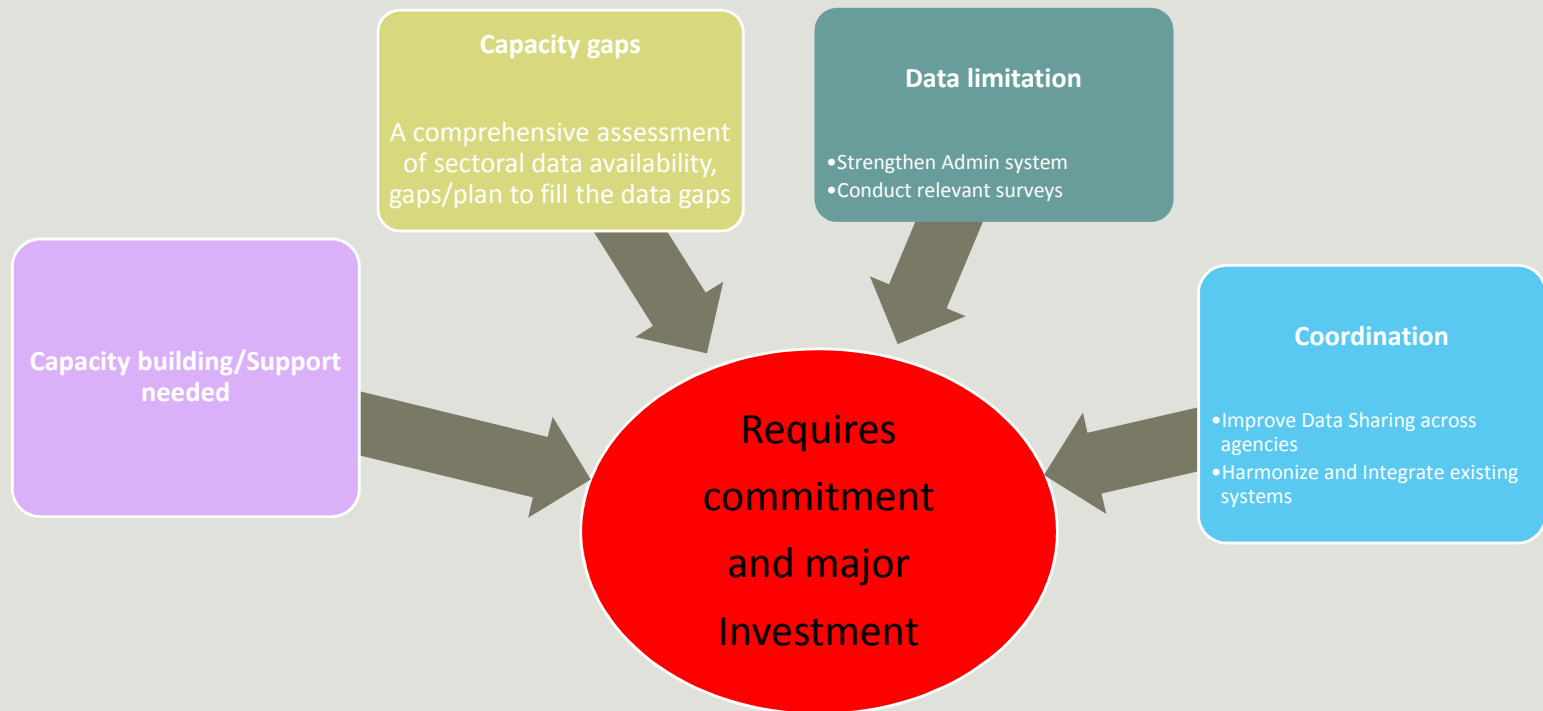 Capacity gaps
A comprehensive assessment
of sectoral data availability,
gaps/plan to fill the data gaps
Data limitation
•Strengthen Admin system
•Conduct relevant surveys
Capacity building/Support
needed
Coordination
•Improve Data Sharing across
agencies
•Harmonize and Integrate existing
systems
Requires
commitment
and major
Investment